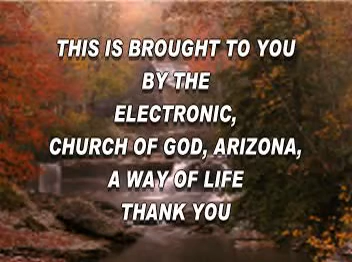 THIS IS BROUGHT TO YOU
BY THE
ELECTRONIC,
CHURCH OF GOD, ARIZONA,
A WAY OF LIFE
THANK YOU